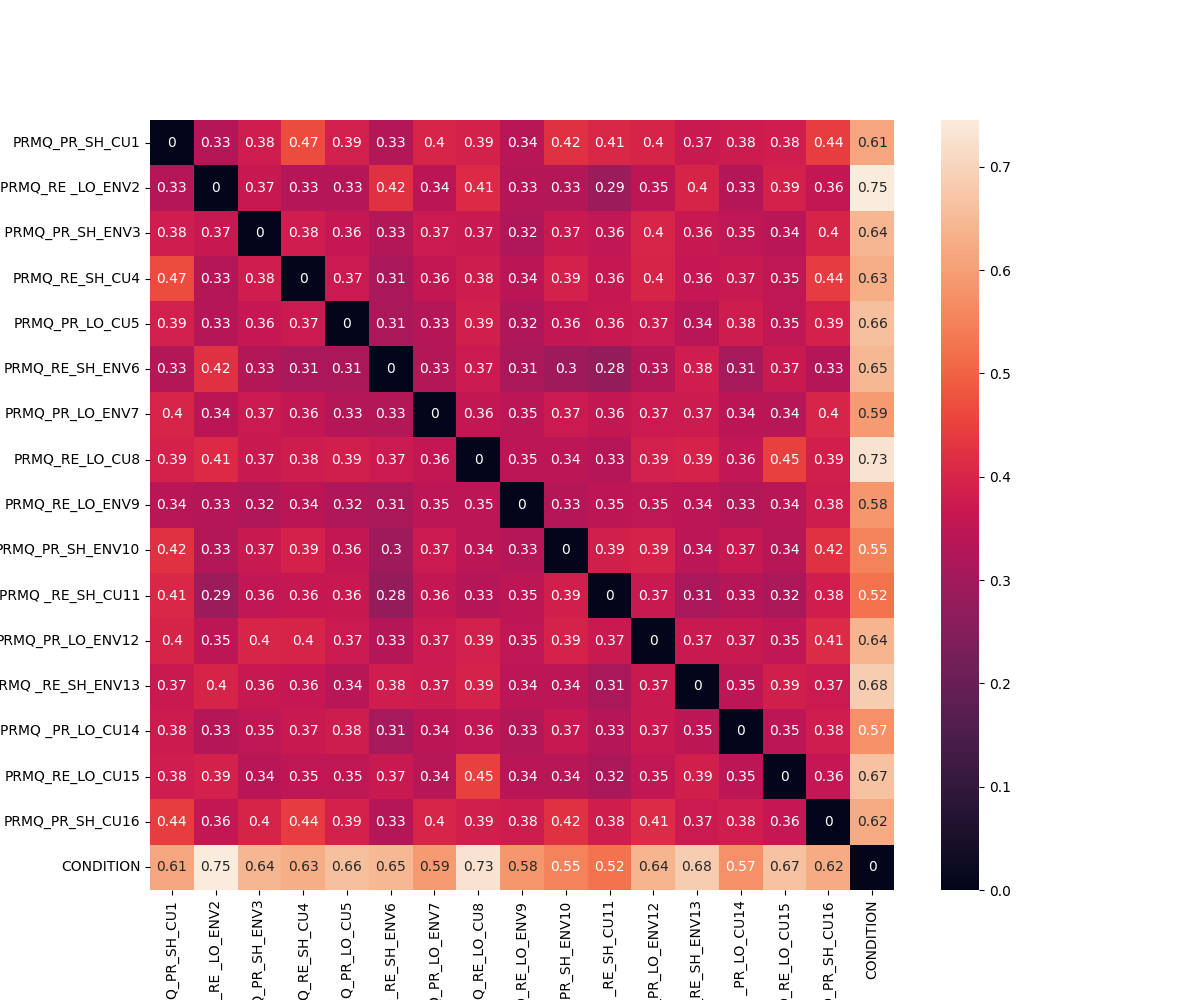 PRMQ_PR_SH_CU1 0 0.33 0.38 0.47 0.39 0.33 0.4 0.39 0.34 0.42 0.41 0.4 0.37 0.38 0.38 0.44 0.61
PRMQ_RE _LO_ENV2 0.33 0 0.37 0.33 0.33 0.42 0.34 0.41 0.33 0.33 0.29 0.35 0.4 0.33 0.39 0.36 0.75
PRMQ_PR_SH_ENV3 0.38 0.37 0 0.38 0.36 0.33 0.37 0.37 0.32 0.37 0.36 0.4 0.36 0.35 0.34 0.4 0.64
PRMQ_RE_SH_CU4 0.47 0.33 0.38 0 0.37 0.31 0.36 0.38 0.34 0.39 0.36 0.4 0.36 0.37 0.35 0.44 0.63
PRMQ_PR_LO_CU5 0.39 0.33 0.36 0.37 0 0.31 0.33 0.39 0.32 0.36 0.36 0.37 0.34 0.38 0.35 0.39 0.66
PRMQ_RE_SH_ENV6 0.33 0.42 0.33 0.31 0.31 0 0.33 0.37 0.31 0.3 0.28 0.33 0.38 0.31 0.37 0.33 0.65
PRMQ_PR_LO_ENV7 0.4 0.34 0.37 0.36 0.33 0.33 0 0.36 0.35 0.37 0.36 0.37 0.37 0.34 0.34 0.4 0.59
PRMQ_RE_LO_CU8 0.39 0.41 0.37 0.38 0.39 0.37 0.36 0 0.35 0.34 0.33 0.39 0.39 0.36 0.45 0.39 0.73
PRMQ_RE_LO_ENV9 0.34 0.33 0.32 0.34 0.32 0.31 0.35 0.35 0 0.33 0.35 0.35 0.34 0.33 0.34 0.38 0.58
PRMQ_PR_SH_ENV10 0.42 0.33 0.37 0.39 0.36 0.3 0.37 0.34 0.33 0 0.39 0.39 0.34 0.37 0.34 0.42 0.55
PRMQ _RE_SH_CU11 0.41 0.29 0.36 0.36 0.36 0.28 0.36 0.33 0.35 0.39 0 0.37 0.31 0.33 0.32 0.38 0.52
PRMQ_PR_LO_ENV12 0.4 0.35 0.4 0.4 0.37 0.33 0.37 0.39 0.35 0.39 0.37 0 0.37 0.37 0.35 0.41 0.64
RMQ _RE_SH_ENV13 0.37 0.4 0.36 0.36 0.34 0.38 0.37 0.39 0.34 0.34 0.31 0.37 0 0.35 0.39 0.37 0.68
PRMQ _PR_LO_CU14 0.38 0.33 0.35 0.37 0.38 0.31 0.34 0.36 0.33 0.37 0.33 0.37 0.35 0 0.35 0.38 0.57
PRMQ_RE_LO_CU15 0.38 0.39 0.34 0.35 0.35 0.37 0.34 0.45 0.34 0.34 0.32 0.35 0.39 0.35 0 0.36 0.67
PRMQ_PR_SH_CU16 0.44 0.36 0.4 0.44 0.39 0.33 0.4 0.39 0.38 0.42 0.38 0.41 0.37 0.38 0.36 0 0.62
CONDITION 0.61 0.75 0.64 0.63 0.66 0.65 0.59 0.73 0.58 0.55 0.52 0.64 0.68 0.57 0.67 0.62 0
Q_PR_SH_CU1
_RE _LO_ENV2
Q_PR_SH_ENV3
Q_RE_SH_CU4
Q_PR_LO_CU5
_RE_SH_ENV6
Q_PR_LO_ENV7
Q_RE_LO_CU8
_RE_LO_ENV9
PR_SH_ENV10
_RE_SH_CU11
PR_LO_ENV12
_RE_SH_ENV13
_PR_LO_CU14
_RE_LO_CU15
_PR_SH_CU16
CONDITION
0.7
0.6
0.5
0.4
0.3
0.2
0.1
0.0